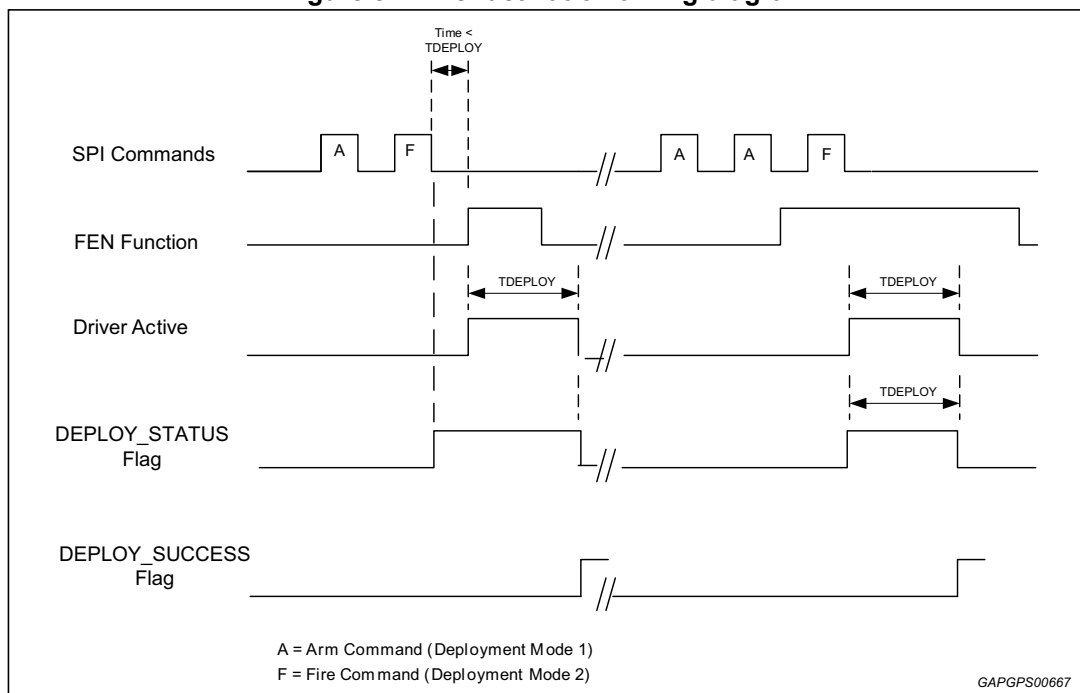 Time <
TDEPLOY
SPI Commands
A
F
A
A
F
FEN Function
TDEPLOY
TDEPLOY
Driver Active
TDEPLOY
DEPLOY_STATUS
Flag
DEPLOY_SUCCESS
Flag
A = Arm Command (Deployment Mode 1)
F = Fire Command (Deployment Mode 2)
GAPGPS00667